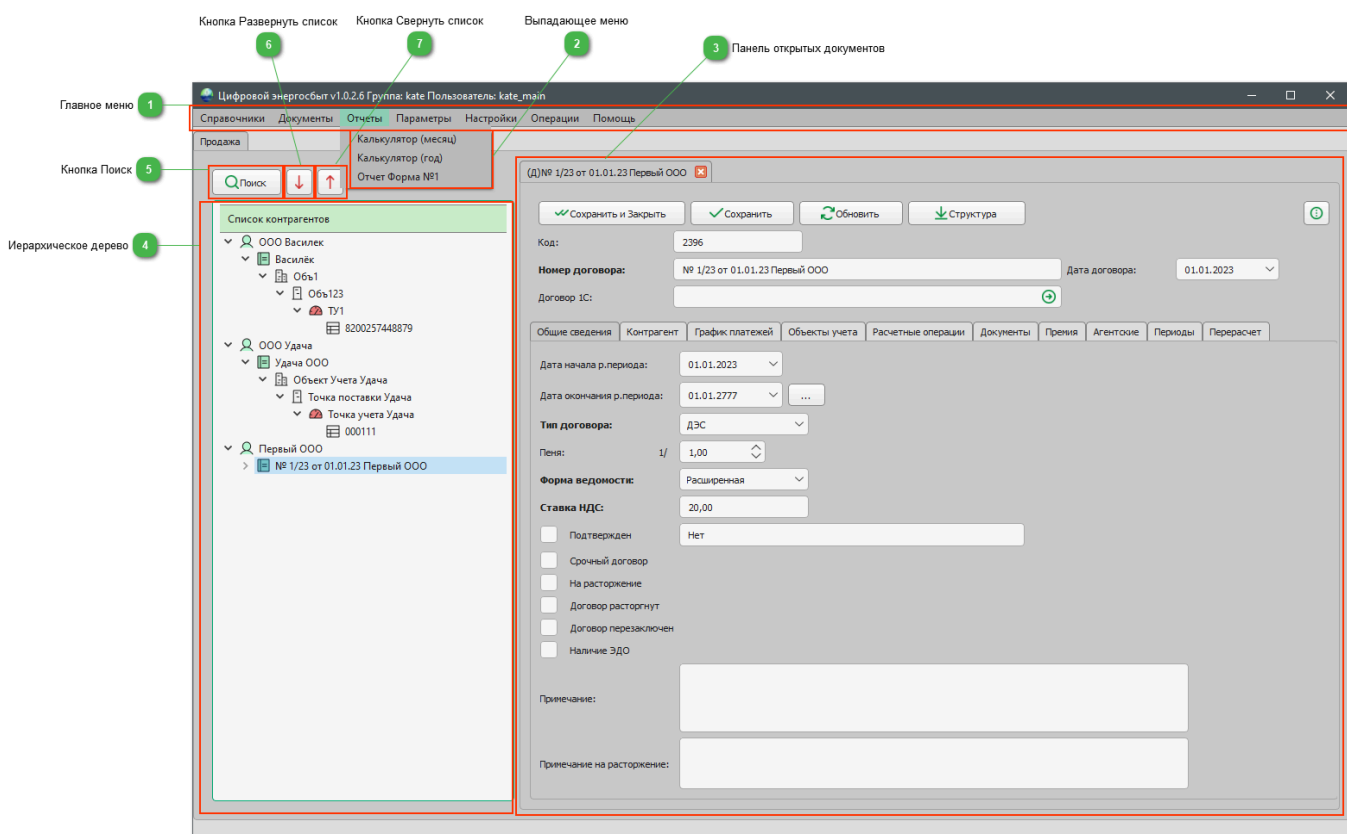 Кнопка Развернуть список
Кнопка Свернуть список
Выпадающее меню
6
7
2
3
Панель открытых документов
Цифровой энергосбыт v1.0.2.6 Группа: kate Пользователь: kate_main
Главное меню
1
Справочники Документы Отчеты Параметры Настройки Операции Помощь
Продажа
Калькулятор (месяц)
Калькулятор (год)
Отчет Форма №1
Кнопка Поиск
5
Поиск
(Д)№ 1/23 от 01.01.23 Первый ООО
Сохранить и Закрыть
Сохранить
Обновить
Структура
Иерархическое дерево
4
Список контрагентов
ООО Василек
Василёк
Объ1
Объ123
ТУ1
8200257448879
ООО Удача
Удача ООО
Объект Учета Удача
Точка поставки Удача
Точка учета Удача
000111
Первый ООО
№ 1/23 от 01.01.23 Первый ООО
Код: 2396
Номер договора: № 1/23 от 01.01.23 Первый ООО Дата договора: 01.01.2023
Договор 1С:
Общие сведения Контрагент График платежей Объекты учета Расчетные операции Документы Премия Агентские Периоды Перерасчет
Дата начала р.периода: 01.01.2023
Дата окончания р.периода: 01.01.2777 ...
Тип договора: ДЭС
Пеня: 1/ 1,00
Форма ведомости: Расширенная
Ставка НДС: 20,00
Подтвержден Нет
Срочный договор
На расторжение
Договор расторгнут
Договор перезаключен
Наличие ЭДО
Примечание:
Примечание на расторжение: